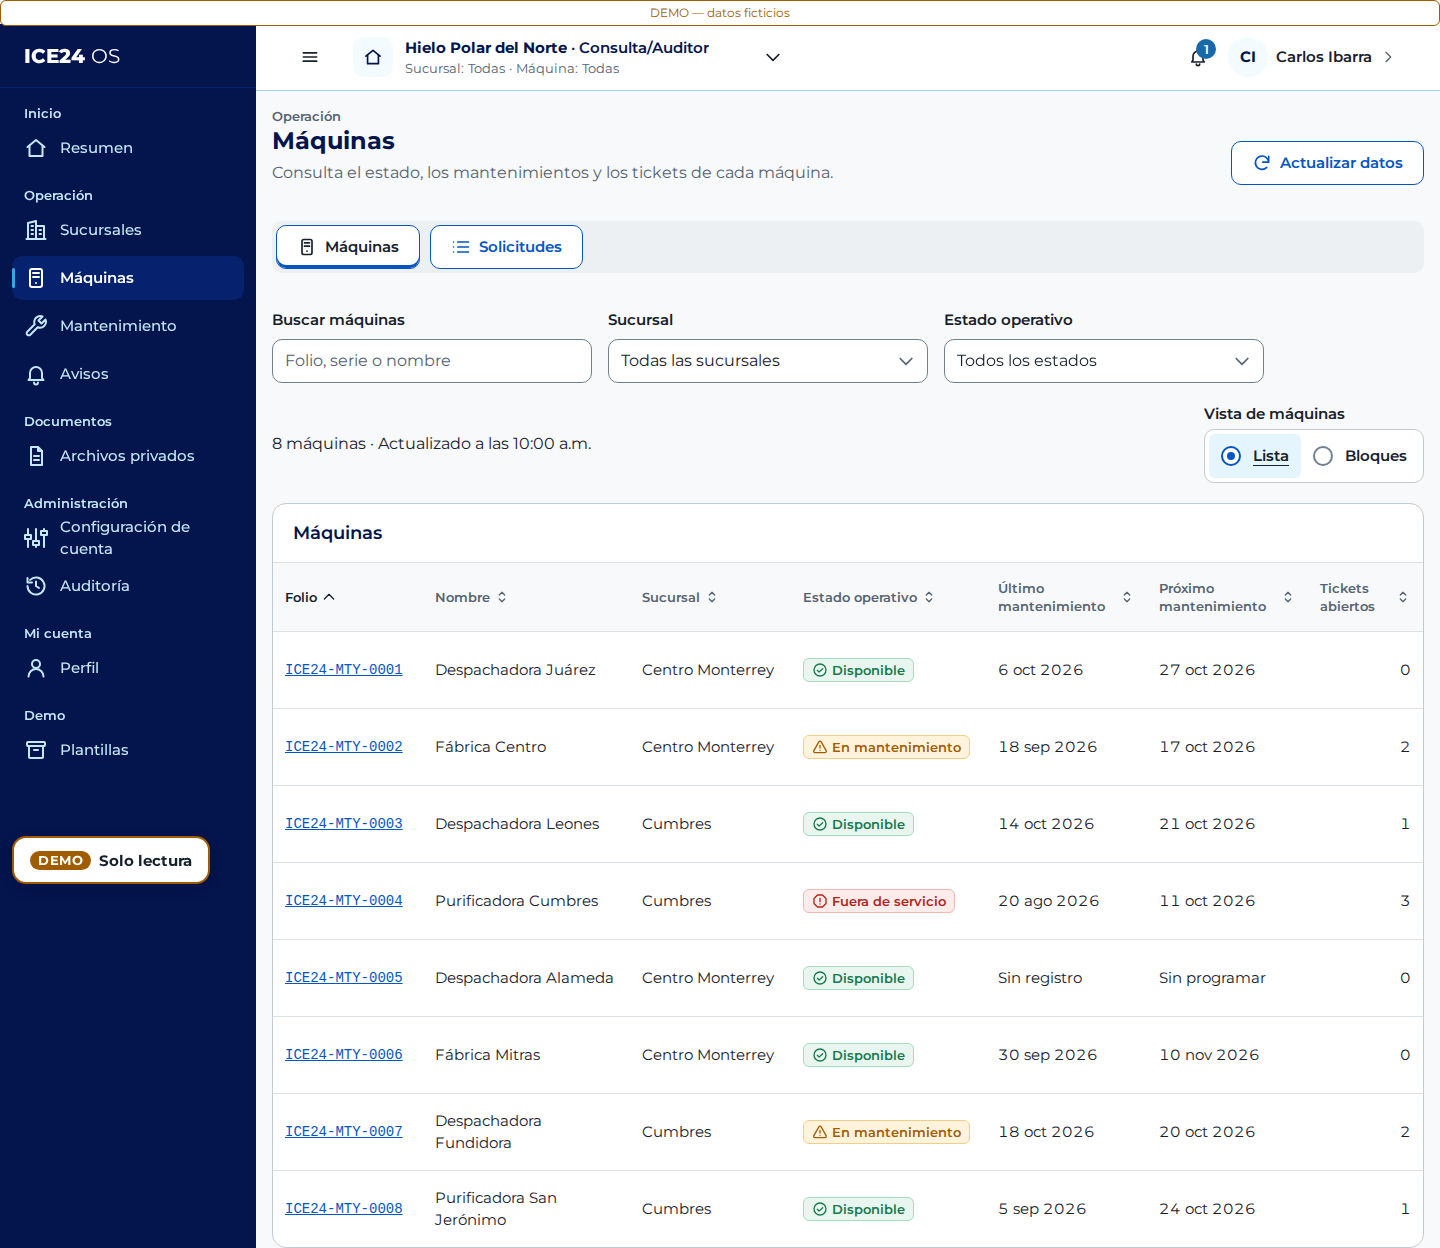 DEMO — datos ficticios
ICE24 OS
Inicio
Resumen
Operación
Sucursales
Máquinas
Mantenimiento
Avisos
Documentos
Archivos privados
Administración
Configuración de
cuenta
Auditoría
Mi cuenta
Perfil
Demo
Plantillas
DEMO Solo lectura
Hielo Polar del Norte · Consulta/Auditor
Sucursal: Todas · Máquina: Todas
1
CI Carlos Ibarra
Operación
Máquinas
Consulta el estado, los mantenimientos y los tickets de cada máquina.
Actualizar datos
Máquinas Solicitudes
Buscar máquinas Sucursal Estado operativo
Folio, serie o nombre Todas las sucursales Todos los estados
8 máquinas · Actualizado a las 10:00 a.m.
Vista de máquinas
Lista Bloques
Máquinas
Folio Nombre Sucursal Estado operativo Último mantenimiento Próximo mantenimiento Tickets abiertos
ICE24-MTY-0001 Despachadora Juárez Centro Monterrey Disponible 6 oct 2026 27 oct 2026 0
ICE24-MTY-0002 Fábrica Centro Centro Monterrey En mantenimiento 18 sep 2026 17 oct 2026 2
ICE24-MTY-0003 Despachadora Leones Cumbres Disponible 14 oct 2026 21 oct 2026 1
ICE24-MTY-0004 Purificadora Cumbres Cumbres Fuera de servicio 20 ago 2026 11 oct 2026 3
ICE24-MTY-0005 Despachadora Alameda Centro Monterrey Disponible Sin registro Sin programar 0
ICE24-MTY-0006 Fábrica Mitras Centro Monterrey Disponible 30 sep 2026 10 nov 2026 0
ICE24-MTY-0007 Despachadora Fundidora Cumbres En mantenimiento 18 oct 2026 20 oct 2026 2
ICE24-MTY-0008 Purificadora San Jerónimo Cumbres Disponible 5 sep 2026 24 oct 2026 1